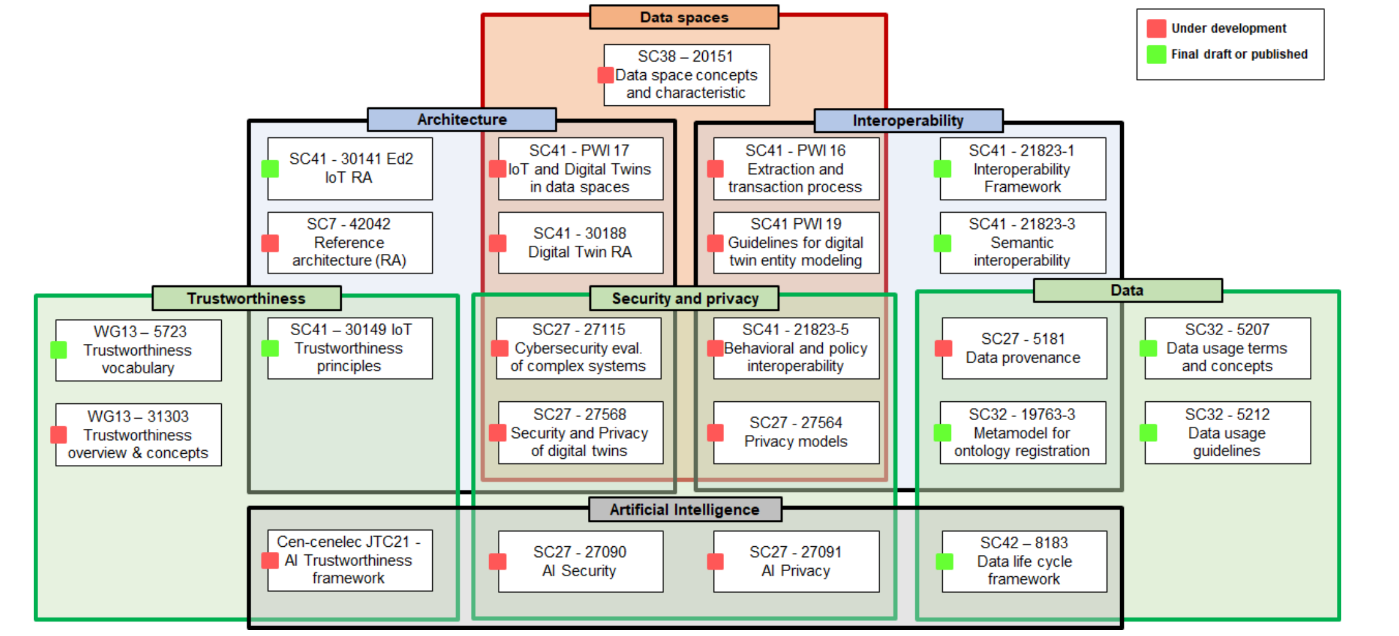 Data spaces
Under development
Final draft or published
SC38 – 20151
Data space concepts
and characteristic
Architecture
Interoperability
SC41 - 30141 Ed2
IoT RA
SC41 - PWI 17
IoT and Digital Twins
in data spaces
SC41 - PWI 16
Extraction and
transaction process
SC41 - 21823-1
Interoperability
Framework
SC7 - 42042
Reference
architecture (RA)
SC41 - 30188
Digital Twin RA
SC41 PWI 19
Guidelines for digital
twin entity modeling
SC41 - 21823-3
Semantic
interoperability
Trustworthiness
Security and privacy
Data
WG13 – 5723
Trustworthiness
vocabulary
SC41 – 30149 IoT
Trustworthiness
principles
SC27 - 27115
Cybersecurity eval.
of complex systems
SC41 - 21823-5
Behavioral and policy
interoperability
SC27 - 5181
Data provenance
SC32 - 5207
Data usage terms
and concepts
WG13 – 31303
Trustworthiness
overview & concepts
SC27 - 27568
Security and Privacy
of digital twins
SC27 - 27564
Privacy models
SC32 - 19763-3
Metamodel for
ontology registration
SC32 - 5212
Data usage
guidelines
Artificial Intelligence
Cen-cenelec JTC21 -
AI Trustworthiness
framework
SC27 - 27090
AI Security
SC27 - 27091
AI Privacy
SC42 – 8183
Data life cycle
framework